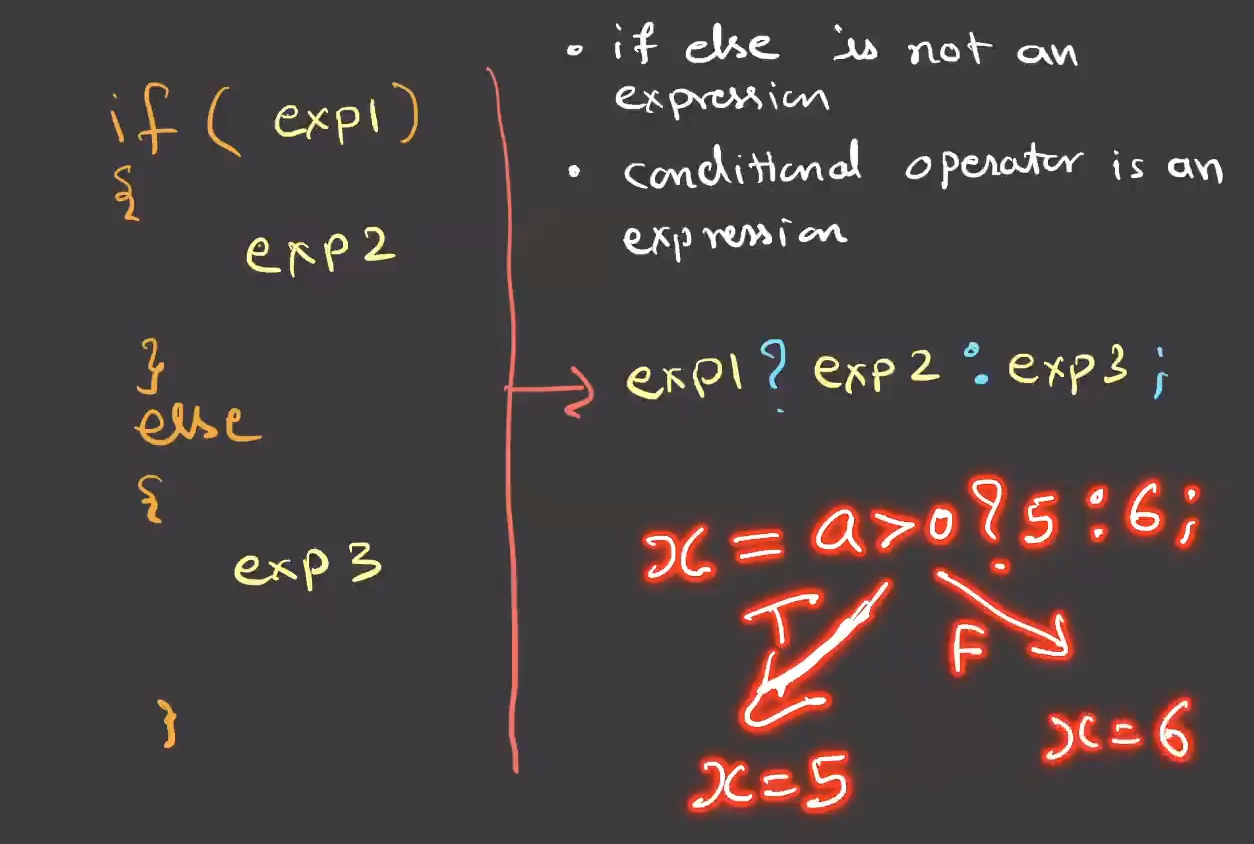 if ( exp1 )
{
exp2
}
else
{
exp3
}
• if else is not an
expression
• conditional operator is an
expression
exp1 ? exp2 : exp3 ;
x = a>0 ? 5 : 6;
T
F
x=5
x=6